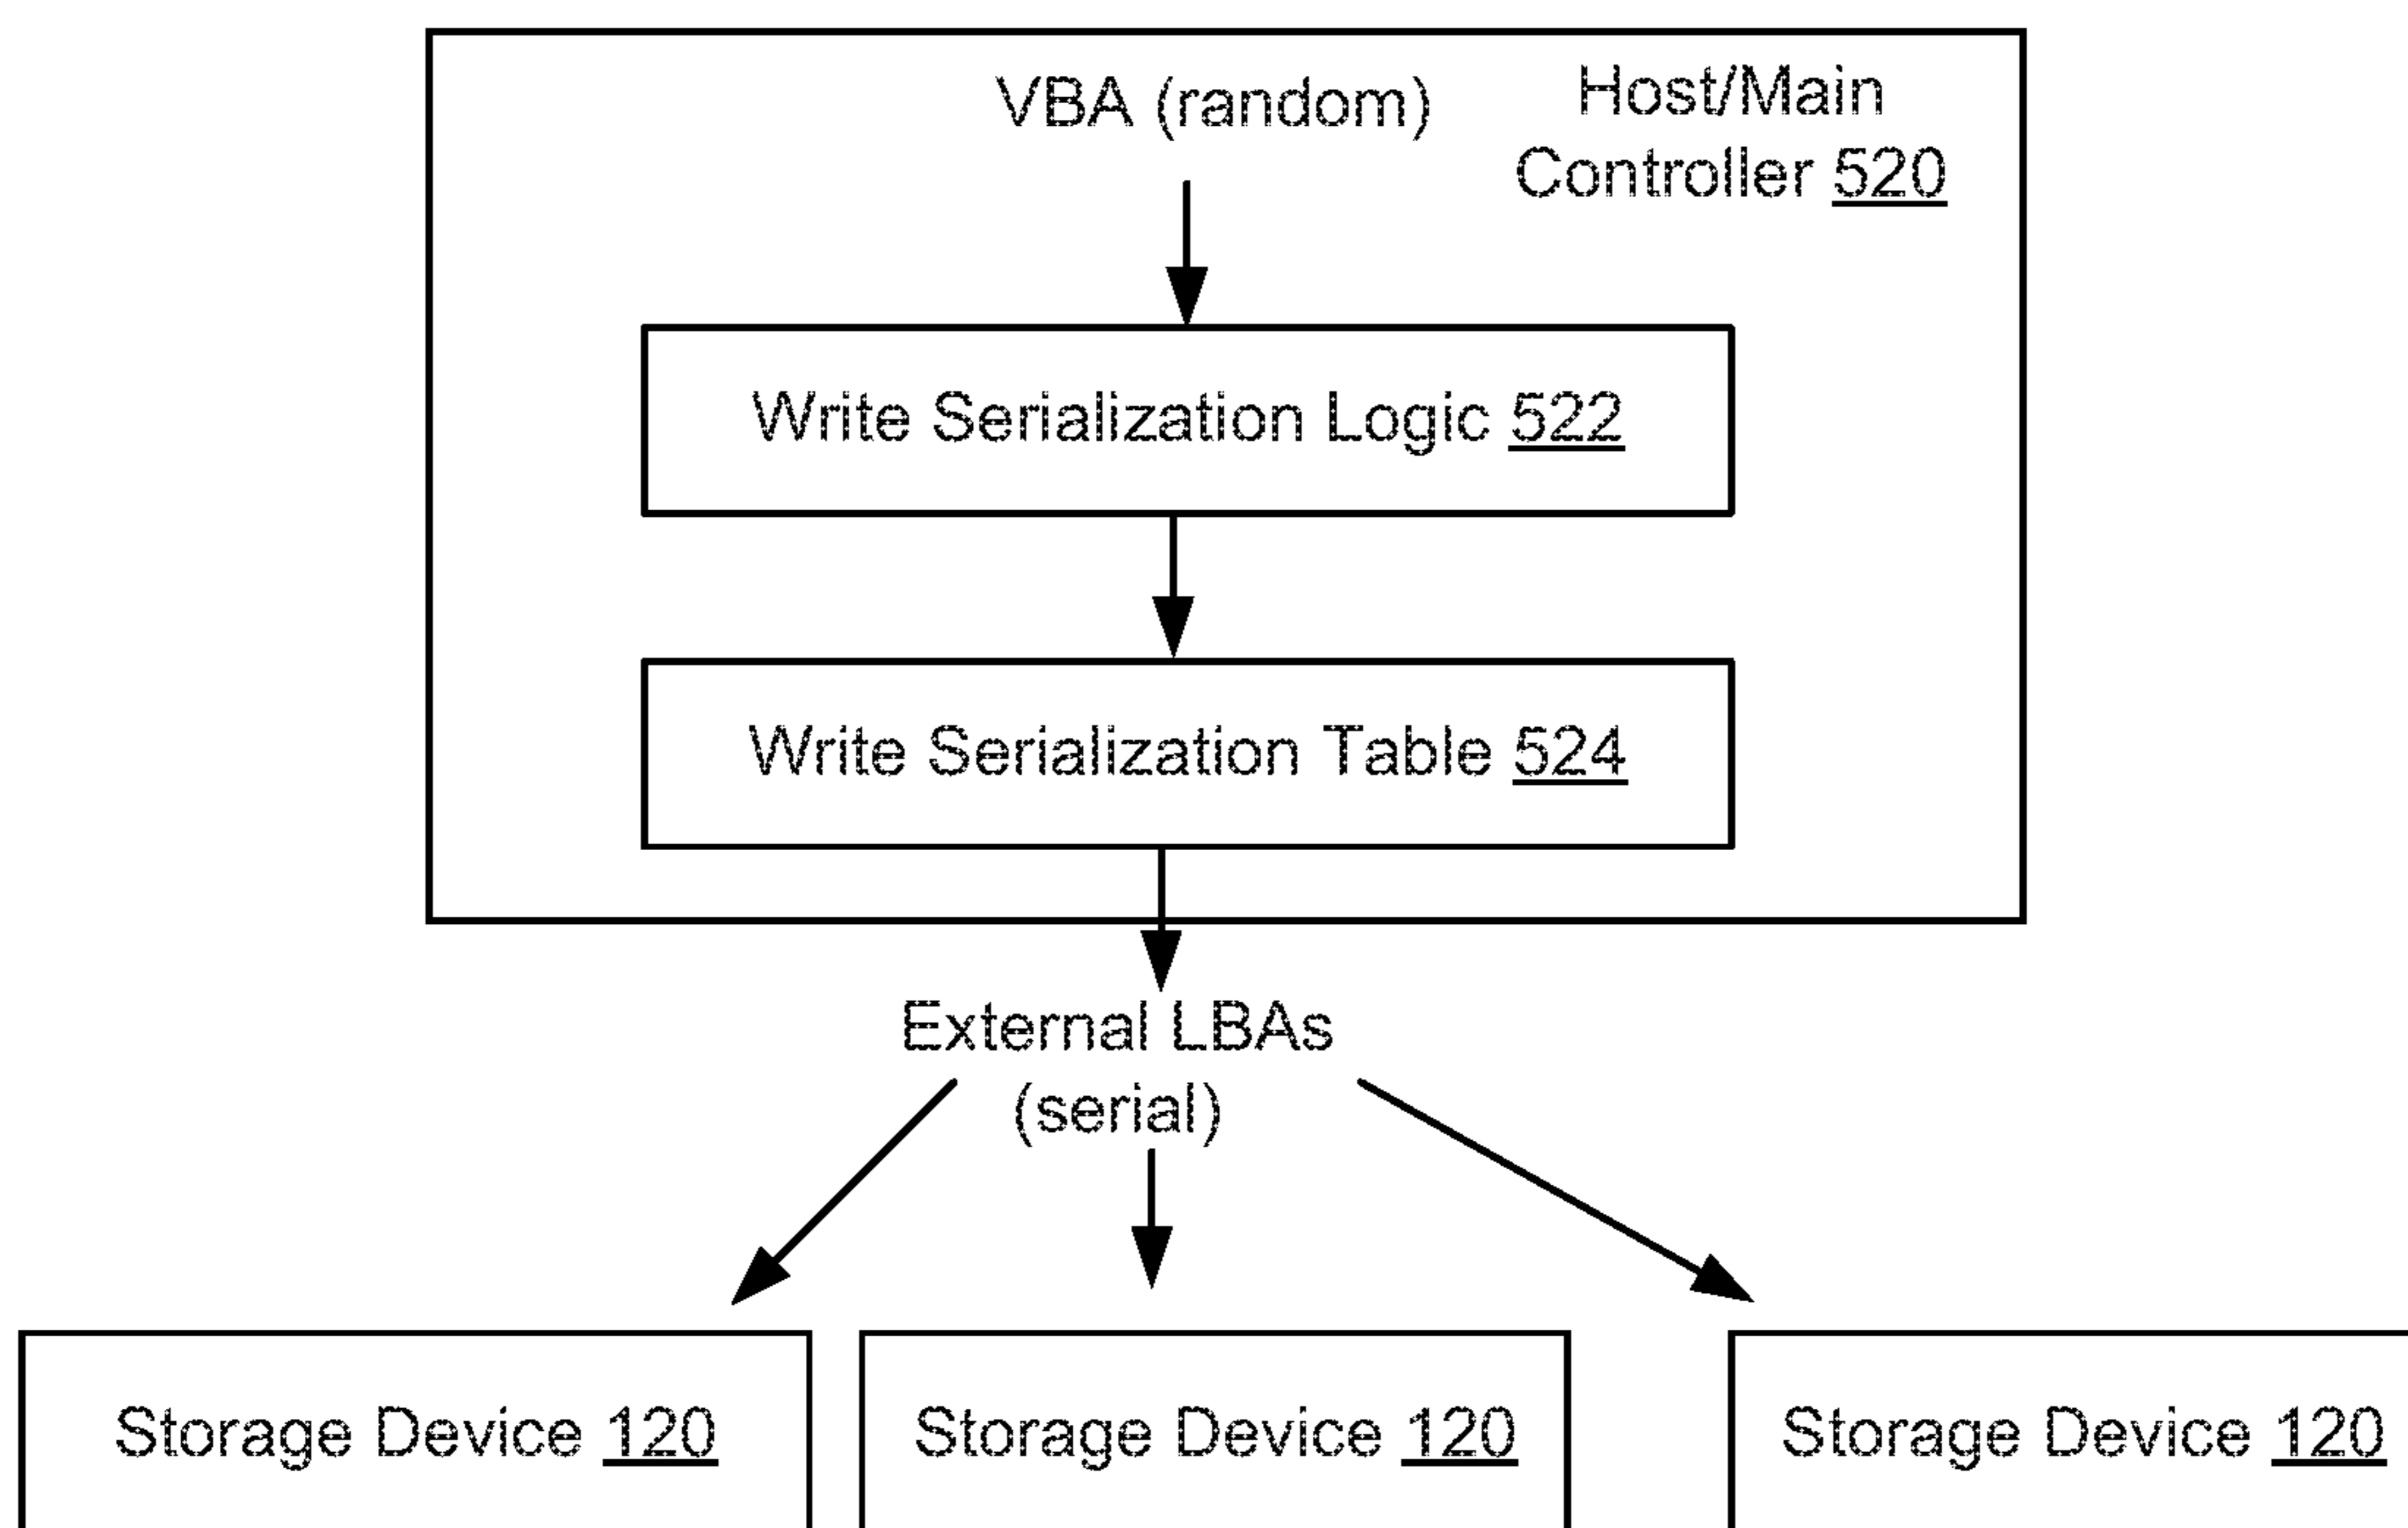 VBA (random)
Host/Main
Controller 520
Write Serialization Logic 522
Write Serialization Table 524
External LBAs
(serial)
Storage Device 120
Storage Device 120
Storage Device 120